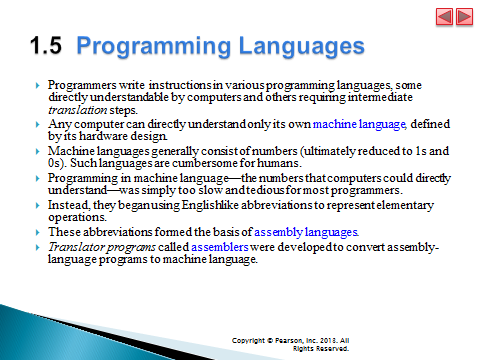 1.5 Programming Languages
Programmers write instructions in various programming languages, some
directly understandable by computers and others requiring intermediate
translation steps.
Any computer can directly understand only its own machine language, defined
by its hardware design.
Machine languages generally consist of numbers (ultimately reduced to 1s and
0s). Such languages are cumbersome for humans.
Programming in machine language—the numbers that computers could directly
understand—was simply too slow and tedious for most programmers.
Instead, they began using Englishlike abbreviations to represent elementary
operations.
These abbreviations formed the basis of assembly languages.
Translator programs called assemblers were developed to convert assembly-
language programs to machine language.
Copyright © Pearson, Inc. 2013. All
Rights Reserved.